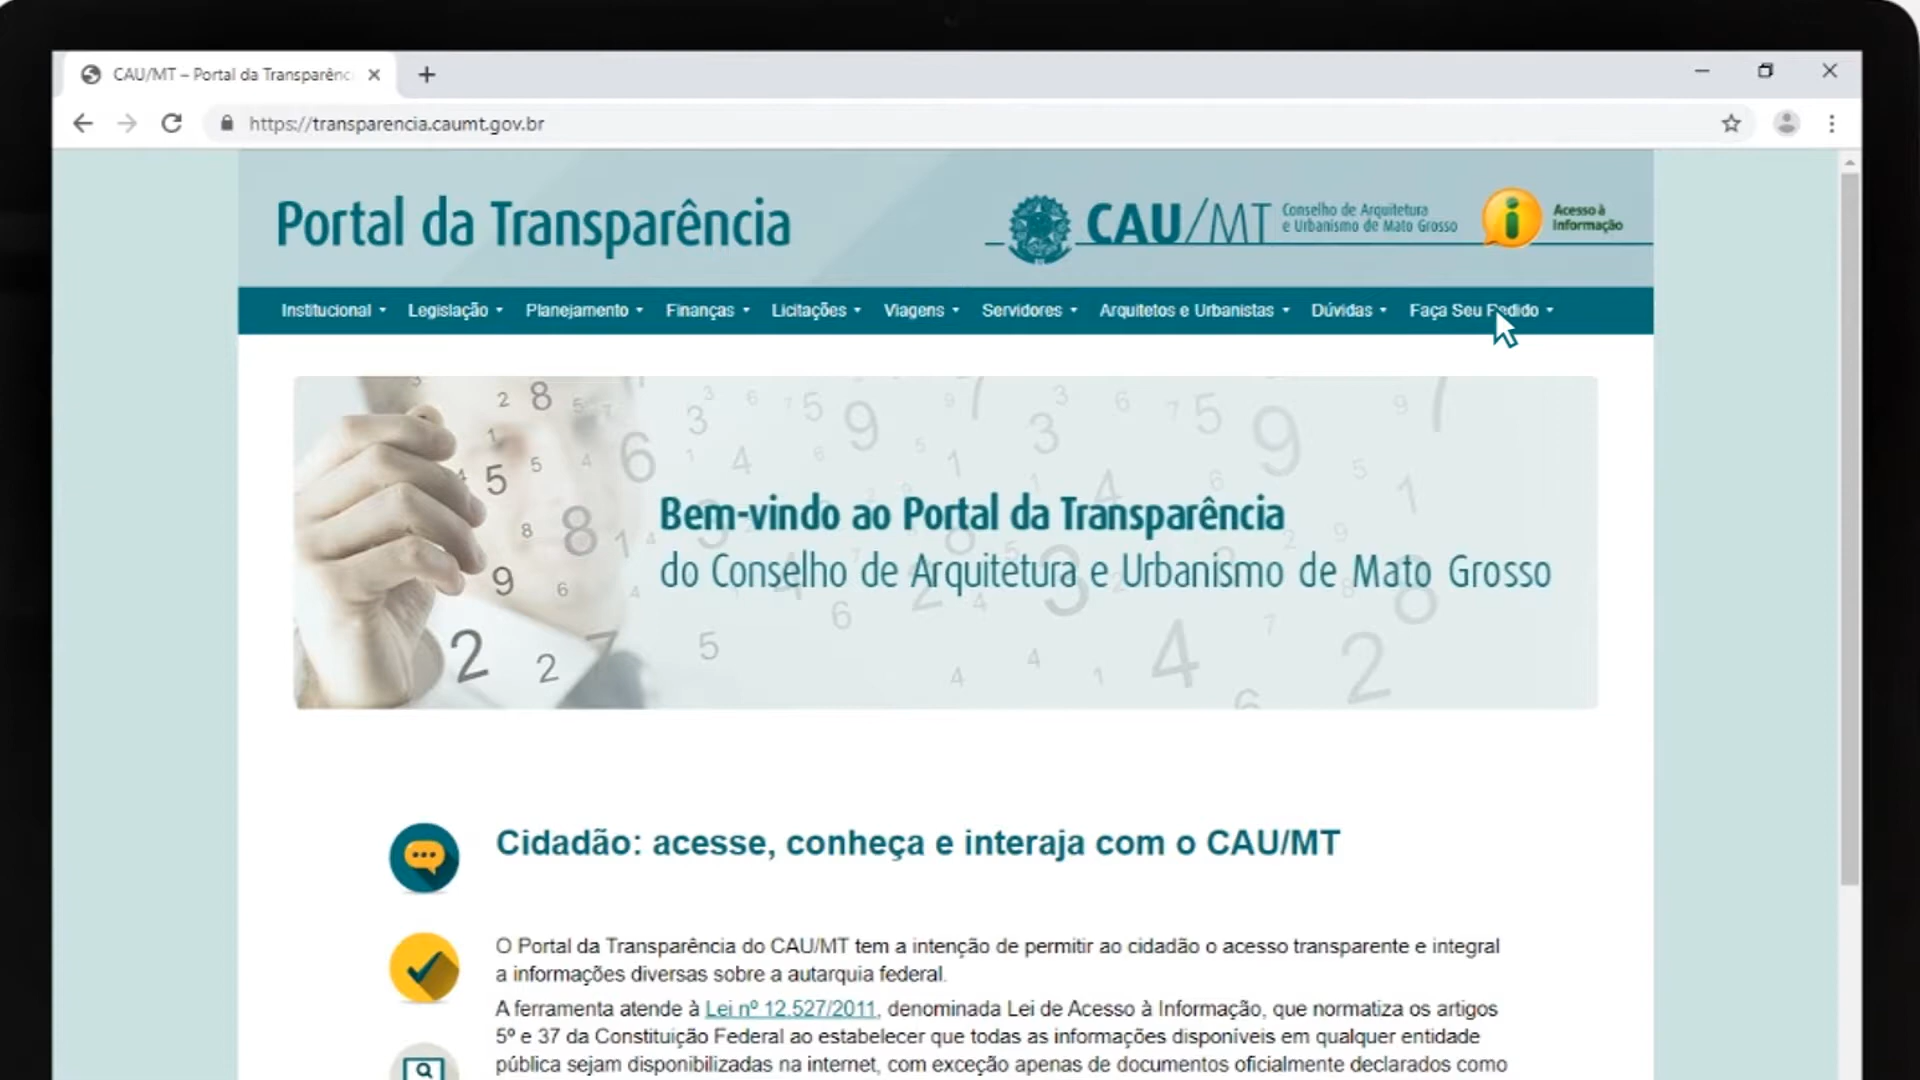 CAU/MT – Portal da Transparênc
https://transparencia.caumt.gov.br
Portal da Transparência
CAU/MT
Conselho de Arquitetura
e Urbanismo de Mato Grosso
Acesso à
Informação
Institucional Legislação Planejamento Finanças Licitações Viagens Servidores Arquitetos e Urbanistas Dúvidas Faça Seu Pedido
Bem-vindo ao Portal da Transparência
do Conselho de Arquitetura e Urbanismo de Mato Grosso
Cidadão: acesse, conheça e interaja com o CAU/MT
O Portal da Transparência do CAU/MT tem a intenção de permitir ao cidadão o acesso transparente e integral
a informações diversas sobre a autarquia federal.
A ferramenta atende à Lei nº 12.527/2011, denominada Lei de Acesso à Informação, que normatiza os artigos
5º e 37 da Constituição Federal ao estabelecer que todas as informações disponíveis em qualquer entidade
pública sejam disponibilizadas na internet, com exceção apenas de documentos oficialmente declarados como